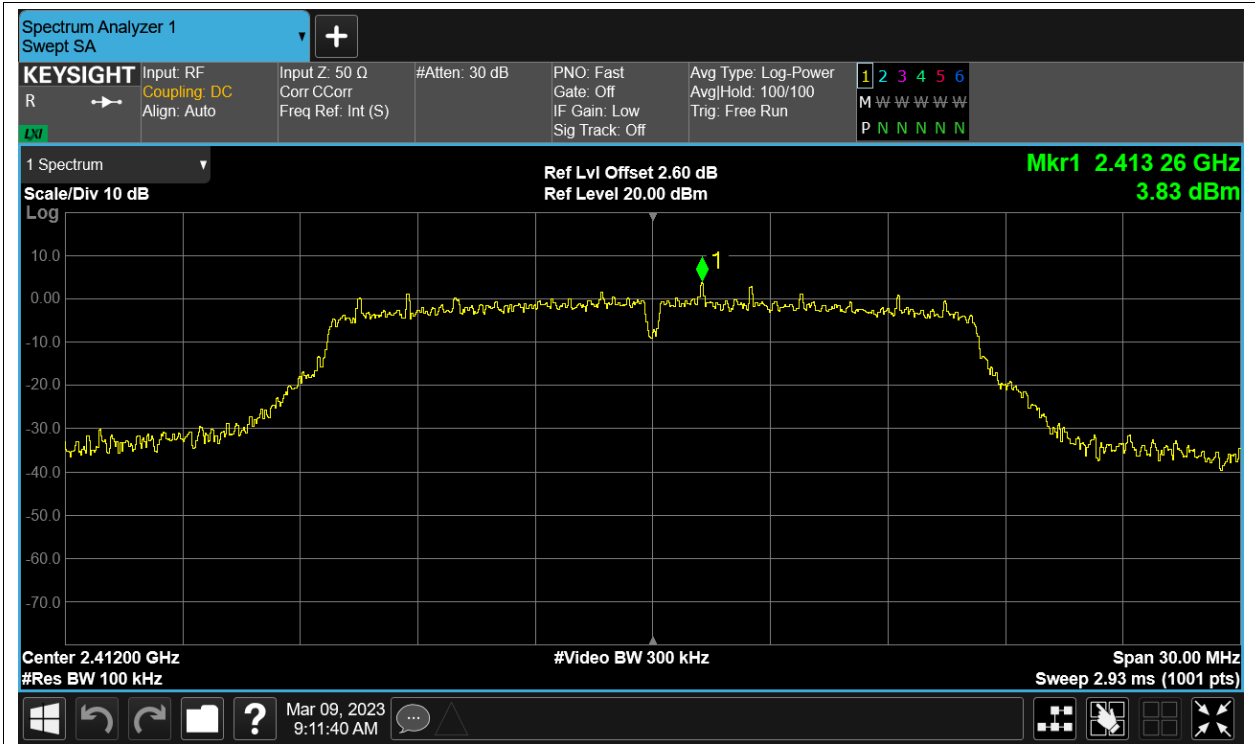 Spectrum Analyzer 1
Swept SA
KEYSIGHT
R
LXI
Input: RF
Coupling: DC
Align: Auto
Input Z: 50 Ω
Corr CCorr
Freq Ref: Int (S)
#Atten: 30 dB
PNO: Fast
Gate: Off
IF Gain: Low
Sig Track: Off
Avg Type: Log-Power
Avg|Hold: 100/100
Trig: Free Run
1 2 3 4 5 6
M W W W W W
P N N N N N
1 Spectrum
Scale/Div 10 dB
Log
Ref Lvl Offset 2.60 dB
Ref Level 20.00 dBm
Mkr1 2.413 26 GHz
3.83 dBm
1
10.0
0.00
-10.0
-20.0
-30.0
-40.0
-50.0
-60.0
-70.0
Center 2.41200 GHz
#Res BW 100 kHz
#Video BW 300 kHz
Span 30.00 MHz
Sweep 2.93 ms (1001 pts)
?
Mar 09, 2023
9:11:40 AM